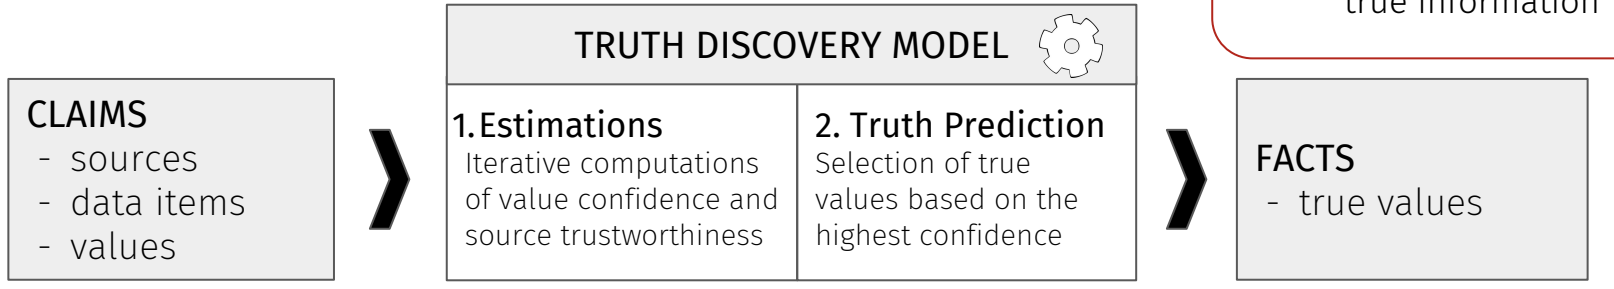 true information
TRUTH DISCOVERY MODEL
CLAIMS
- sources
- data items
- values
1.Estimations
Iterative computations
of value confidence and
source trustworthiness
2. Truth Prediction
Selection of true
values based on the
highest confidence
FACTS
- true values